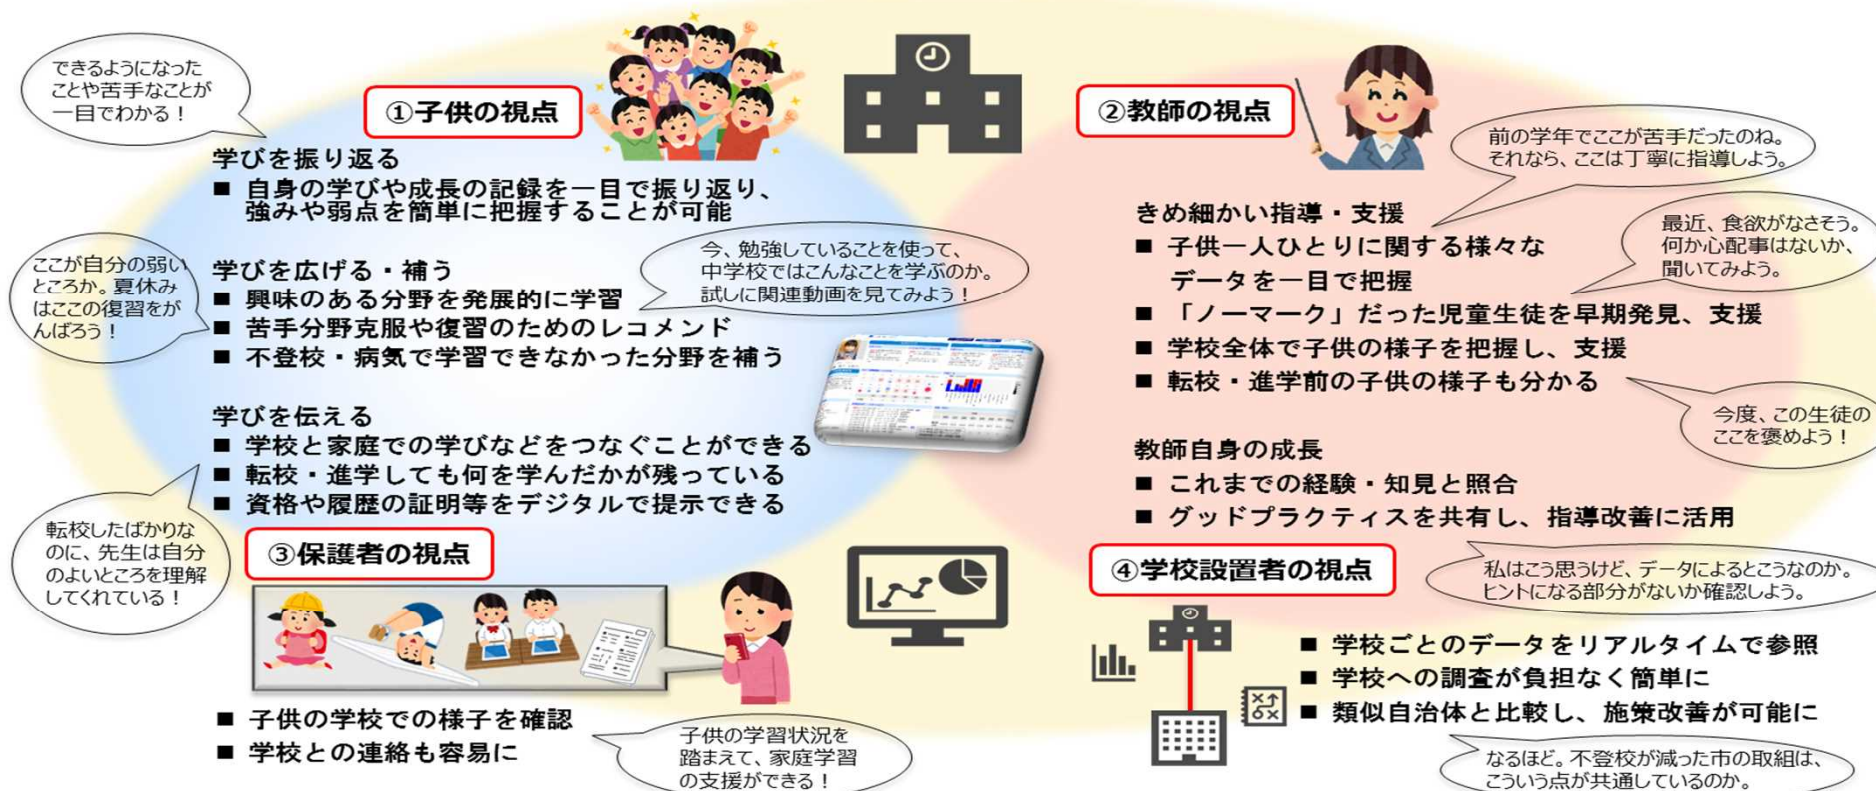 できるようになった
ことや苦手なことが
一目でわかる！
①子供の視点
学びを振り返る
■ 自身の学びや成長の記録を一目で振り返り、
強みや弱点を簡単に把握することが可能
ここが自分の弱い
ところか。夏休み
はここの復習をが
んばろう！
学びを広げる・補う
■ 興味のある分野を発展的に学習
■ 苦手分野克服や復習のためのレコメンド
■ 不登校・病気で学習できなかった分野を補う
今、勉強していることを使って、
中学校ではこんなことを学ぶのか。
試しに関連動画を見てみよう！
学びを伝える
■ 学校と家庭での学びなどをつなぐことができる
■ 転校・進学しても何を学んだかが残っている
■ 資格や履歴の証明等をデジタルで提示できる
転校したばかりな
のに、先生は自分
のよいところを理解
してくれている！
②教師の視点
前の学年でここが苦手だったのね。
それなら、ここは丁寧に指導しよう。
きめ細かい指導・支援
■ 子供一人ひとりに関する様々な
データを一目で把握
■ 「ノーマーク」だった児童生徒を早期発見、支援
■ 学校全体で子供の様子を把握し、支援
■ 転校・進学前の子供の様子も分かる
最近、食欲がなさそう。
何か心配事はないか、
聞いてみよう。
今度、この生徒の
ここを褒めよう！
教師自身の成長
■ これまでの経験・知見と照合
■ グッドプラクティスを共有し、指導改善に活用
私はこう思うけど、データによるとこうなのか。
ヒントになる部分がないか確認しよう。
③保護者の視点
■ 子供の学校での様子を確認
■ 学校との連絡も容易に
子供の学習状況を
踏まえて、家庭学習
の支援ができる！
④学校設置者の視点
■ 学校ごとのデータをリアルタイムで参照
■ 学校への調査が負担なく簡単に
■ 類似自治体と比較し、施策改善が可能に
なるほど。不登校が減った市の取組は、
こういう点が共通しているのか。